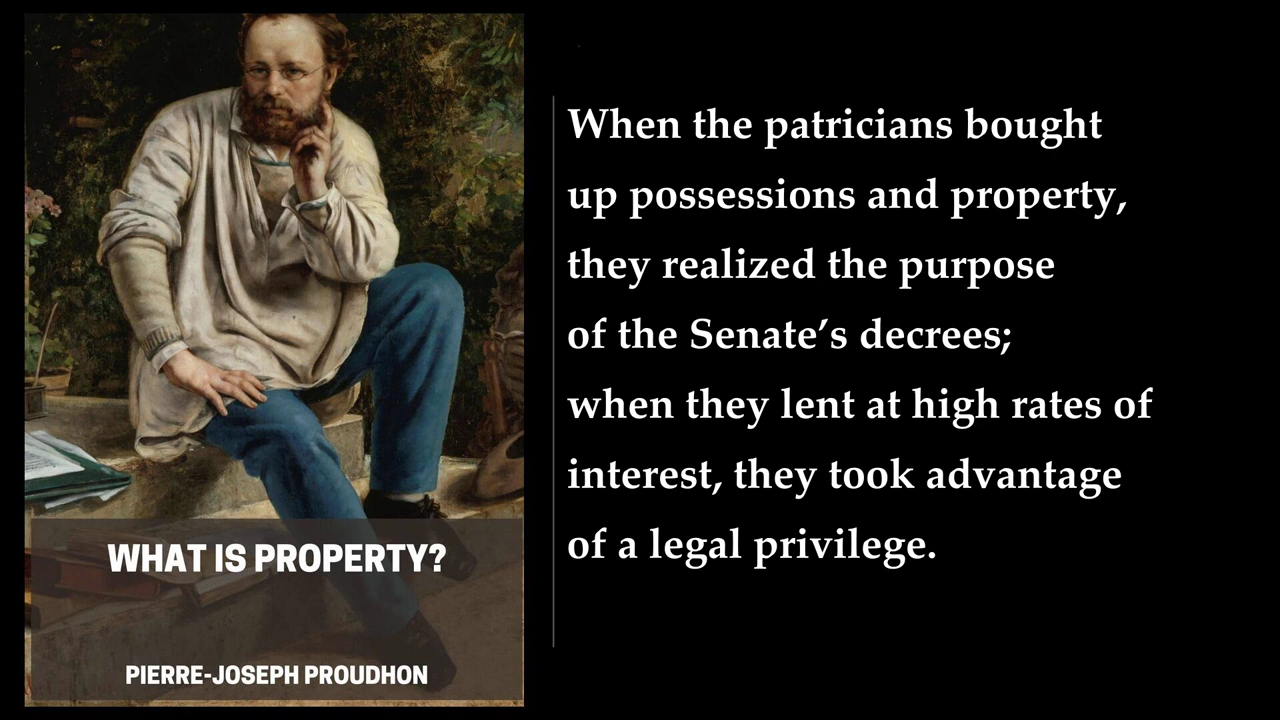 WHAT IS PROPERTY?
PIERRE-JOSEPH PROUDHON
When the patricians bought
up possessions and property,
they realized the purpose
of the Senate’s decrees;
when they lent at high rates of
interest, they took advantage
of a legal privilege.